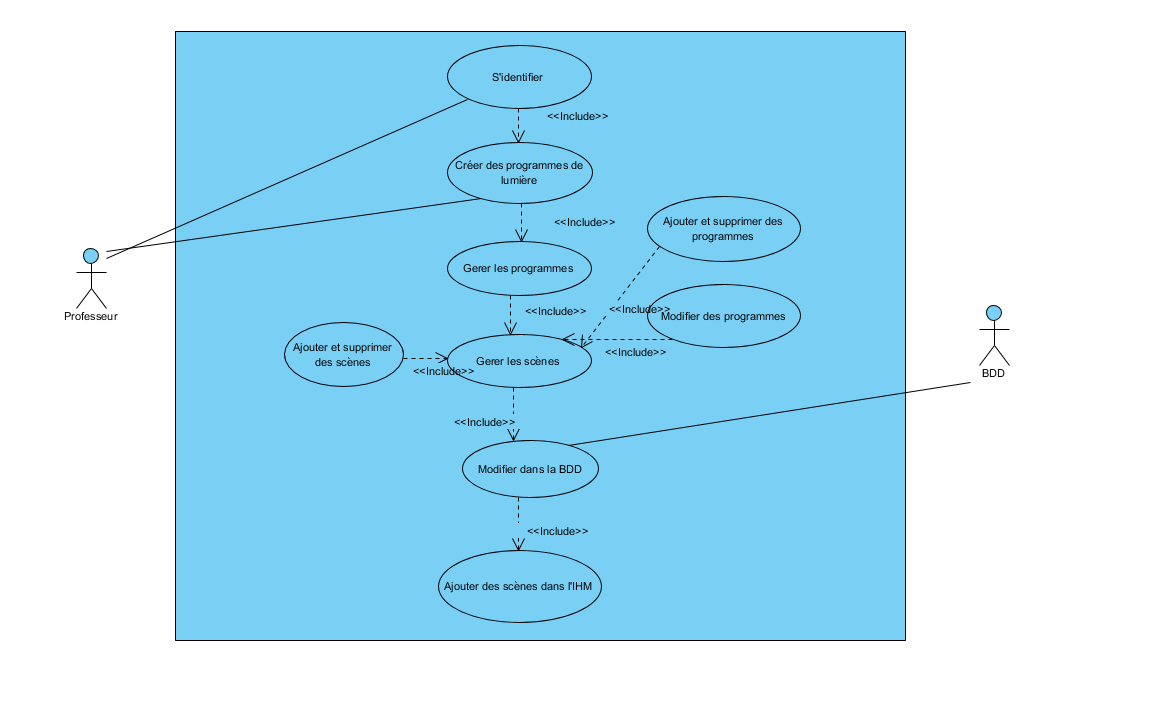 S'identifier
<<Include>>
Créer des programmes de
lumière
<<Include>>
Ajouter et supprimer des
programmes
Gerer les programmes
<<Include>>
<<Include>>
Modifier des programmes
Professeur
Ajouter et supprimer
des scènes
<<Include>>
Gerer les scènes
<<Include>>
BDD
<<Include>>
Modifier dans la BDD
<<Include>>
Ajouter des scènes dans l'IHM